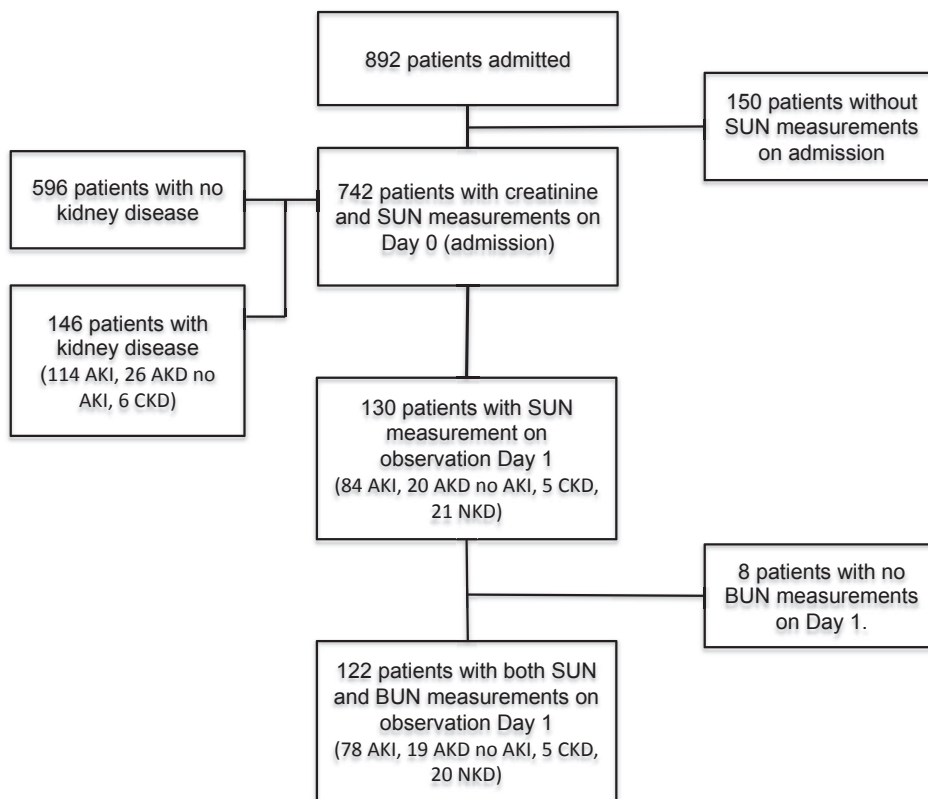 892 patients admitted
150 patients without
SUN measurements
on admission
596 patients with no
kidney disease
742 patients with creatinine
and SUN measurements on
Day 0 (admission)
146 patients with
kidney disease
(114 AKI, 26 AKD no
AKI, 6 CKD)
130 patients with SUN
measurement on
observation Day 1
(84 AKI, 20 AKD no AKI, 5 CKD,
21 NKD)
8 patients with no
BUN measurements
on Day 1.
122 patients with both SUN
and BUN measurements on
observation Day 1
(78 AKI, 19 AKD no AKI, 5 CKD,
20 NKD)